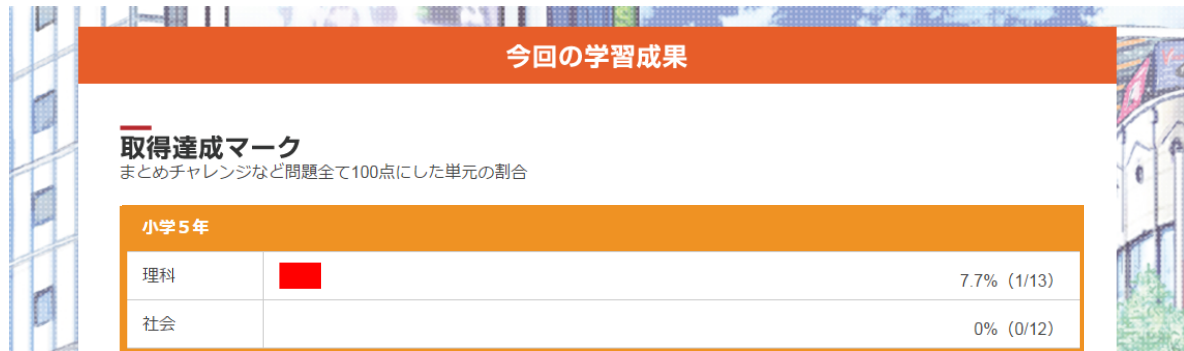 今回の学習成果
取得達成マーク
まとめチャレンジなど問題全て100点にした単元の割合
小学5年
理科 7.7% (1/13)
社会 0% (0/12)